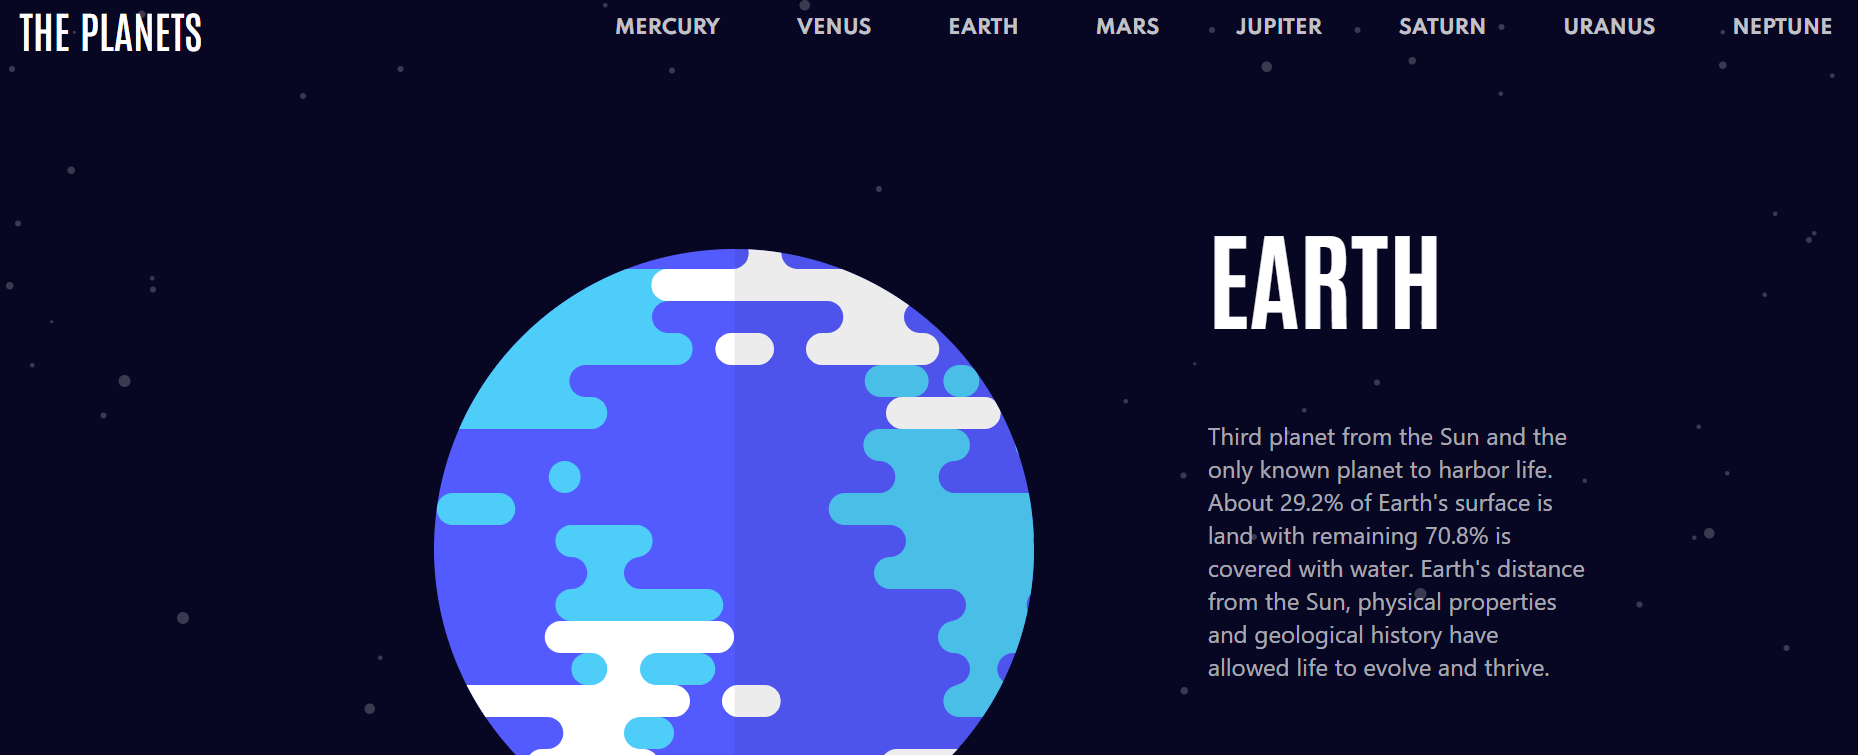 THE PLANETS
MERCURY VENUS EARTH MARS JUPITER SATURN URANUS NEPTUNE
EARTH
Third planet from the Sun and the
only known planet to harbor life.
About 29.2% of Earth's surface is
land with remaining 70.8% is
covered with water. Earth's distance
from the Sun, physical properties
and geological history have
allowed life to evolve and thrive.